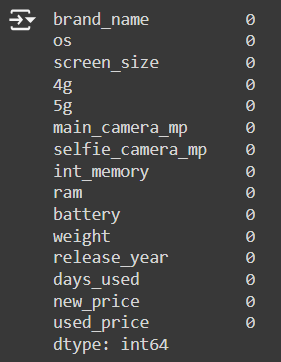 brand_name 0
os 0
screen_size 0
4g 0
5g 0
main_camera_mp 0
selfie_camera_mp 0
int_memory 0
ram 0
battery 0
weight 0
release_year 0
days_used 0
new_price 0
used_price 0
dtype: int64